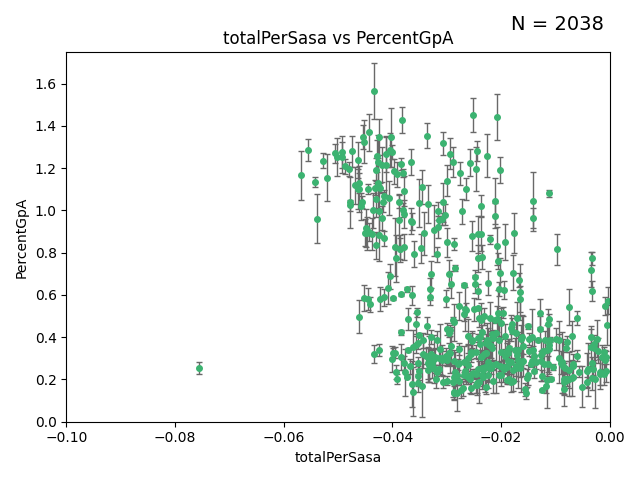 N = 2038
totalPerSasa vs PercentGpA
PercentGpA
1.6
1.4
1.2
1.0
0.8
0.6
0.4
0.2
0.0
−0.10 −0.08 −0.06 −0.04 −0.02 0.00
totalPerSasa